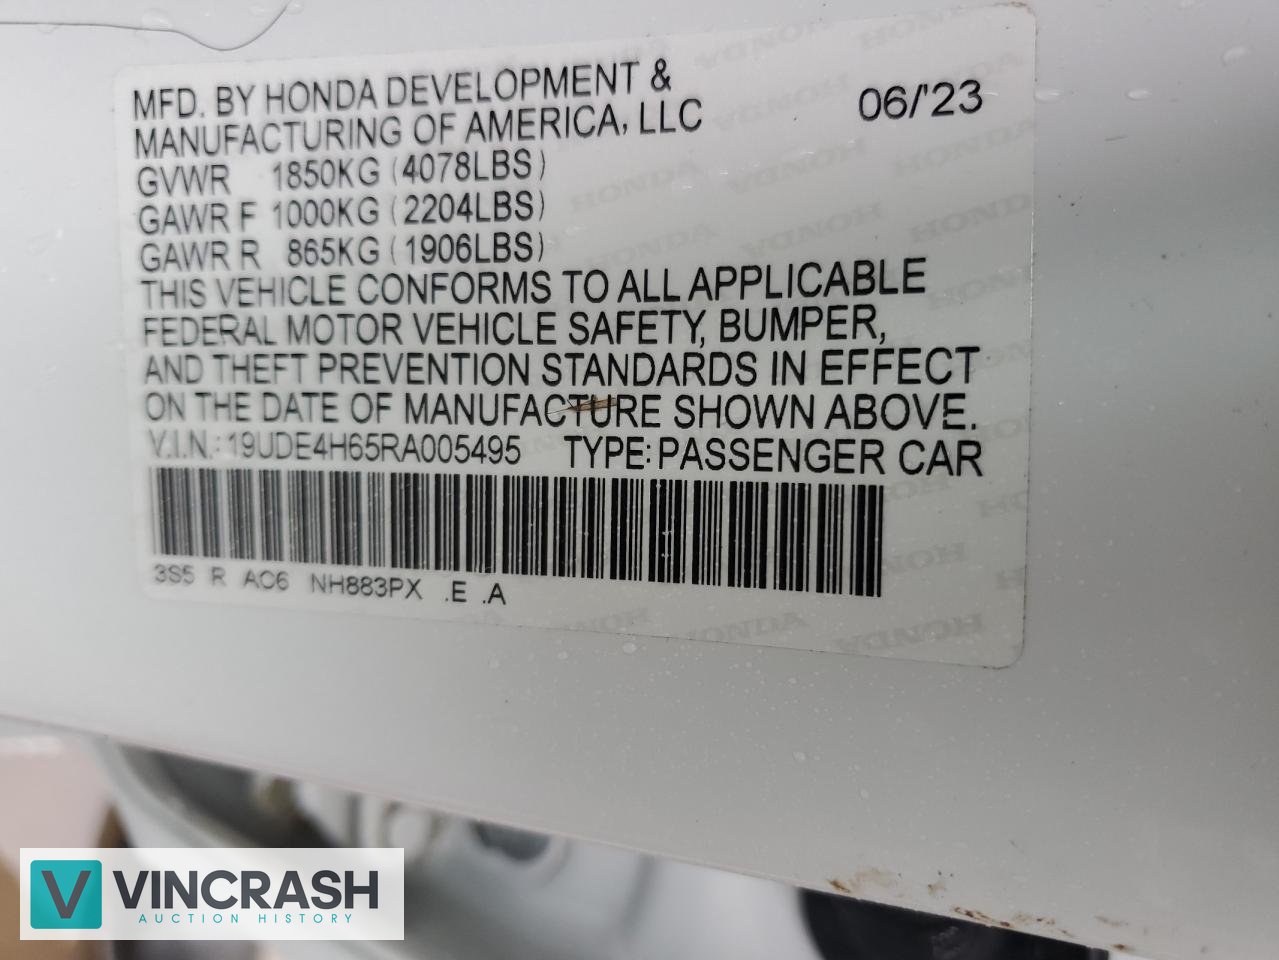 MFD. BY HONDA DEVELOPMENT &
MANUFACTURING OF AMERICA, LLC 06/'23
GVWR 1850KG (4078LBS)
GAWR F 1000KG (2204LBS)
GAWR R 865KG (1906LBS)
THIS VEHICLE CONFORMS TO ALL APPLICABLE
FEDERAL MOTOR VEHICLE SAFETY, BUMPER,
AND THEFT PREVENTION STANDARDS IN EFFECT
ON THE DATE OF MANUFACTURE SHOWN ABOVE.
V.I.N.: 19UDE4H65RA005495 TYPE: PASSENGER CAR
3S5 R AC6 NH883PX .E .A
V VINCRASH
AUCTION HISTORY